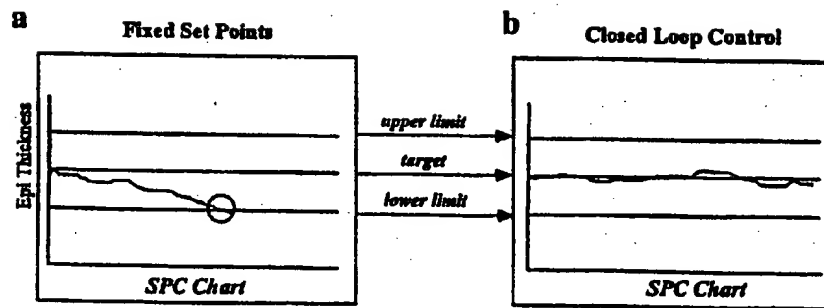 a
Fixed Set Points
Epi Thickness
SPC Chart
upper limit
target
lower limit
b
Closed Loop Control
SPC Chart